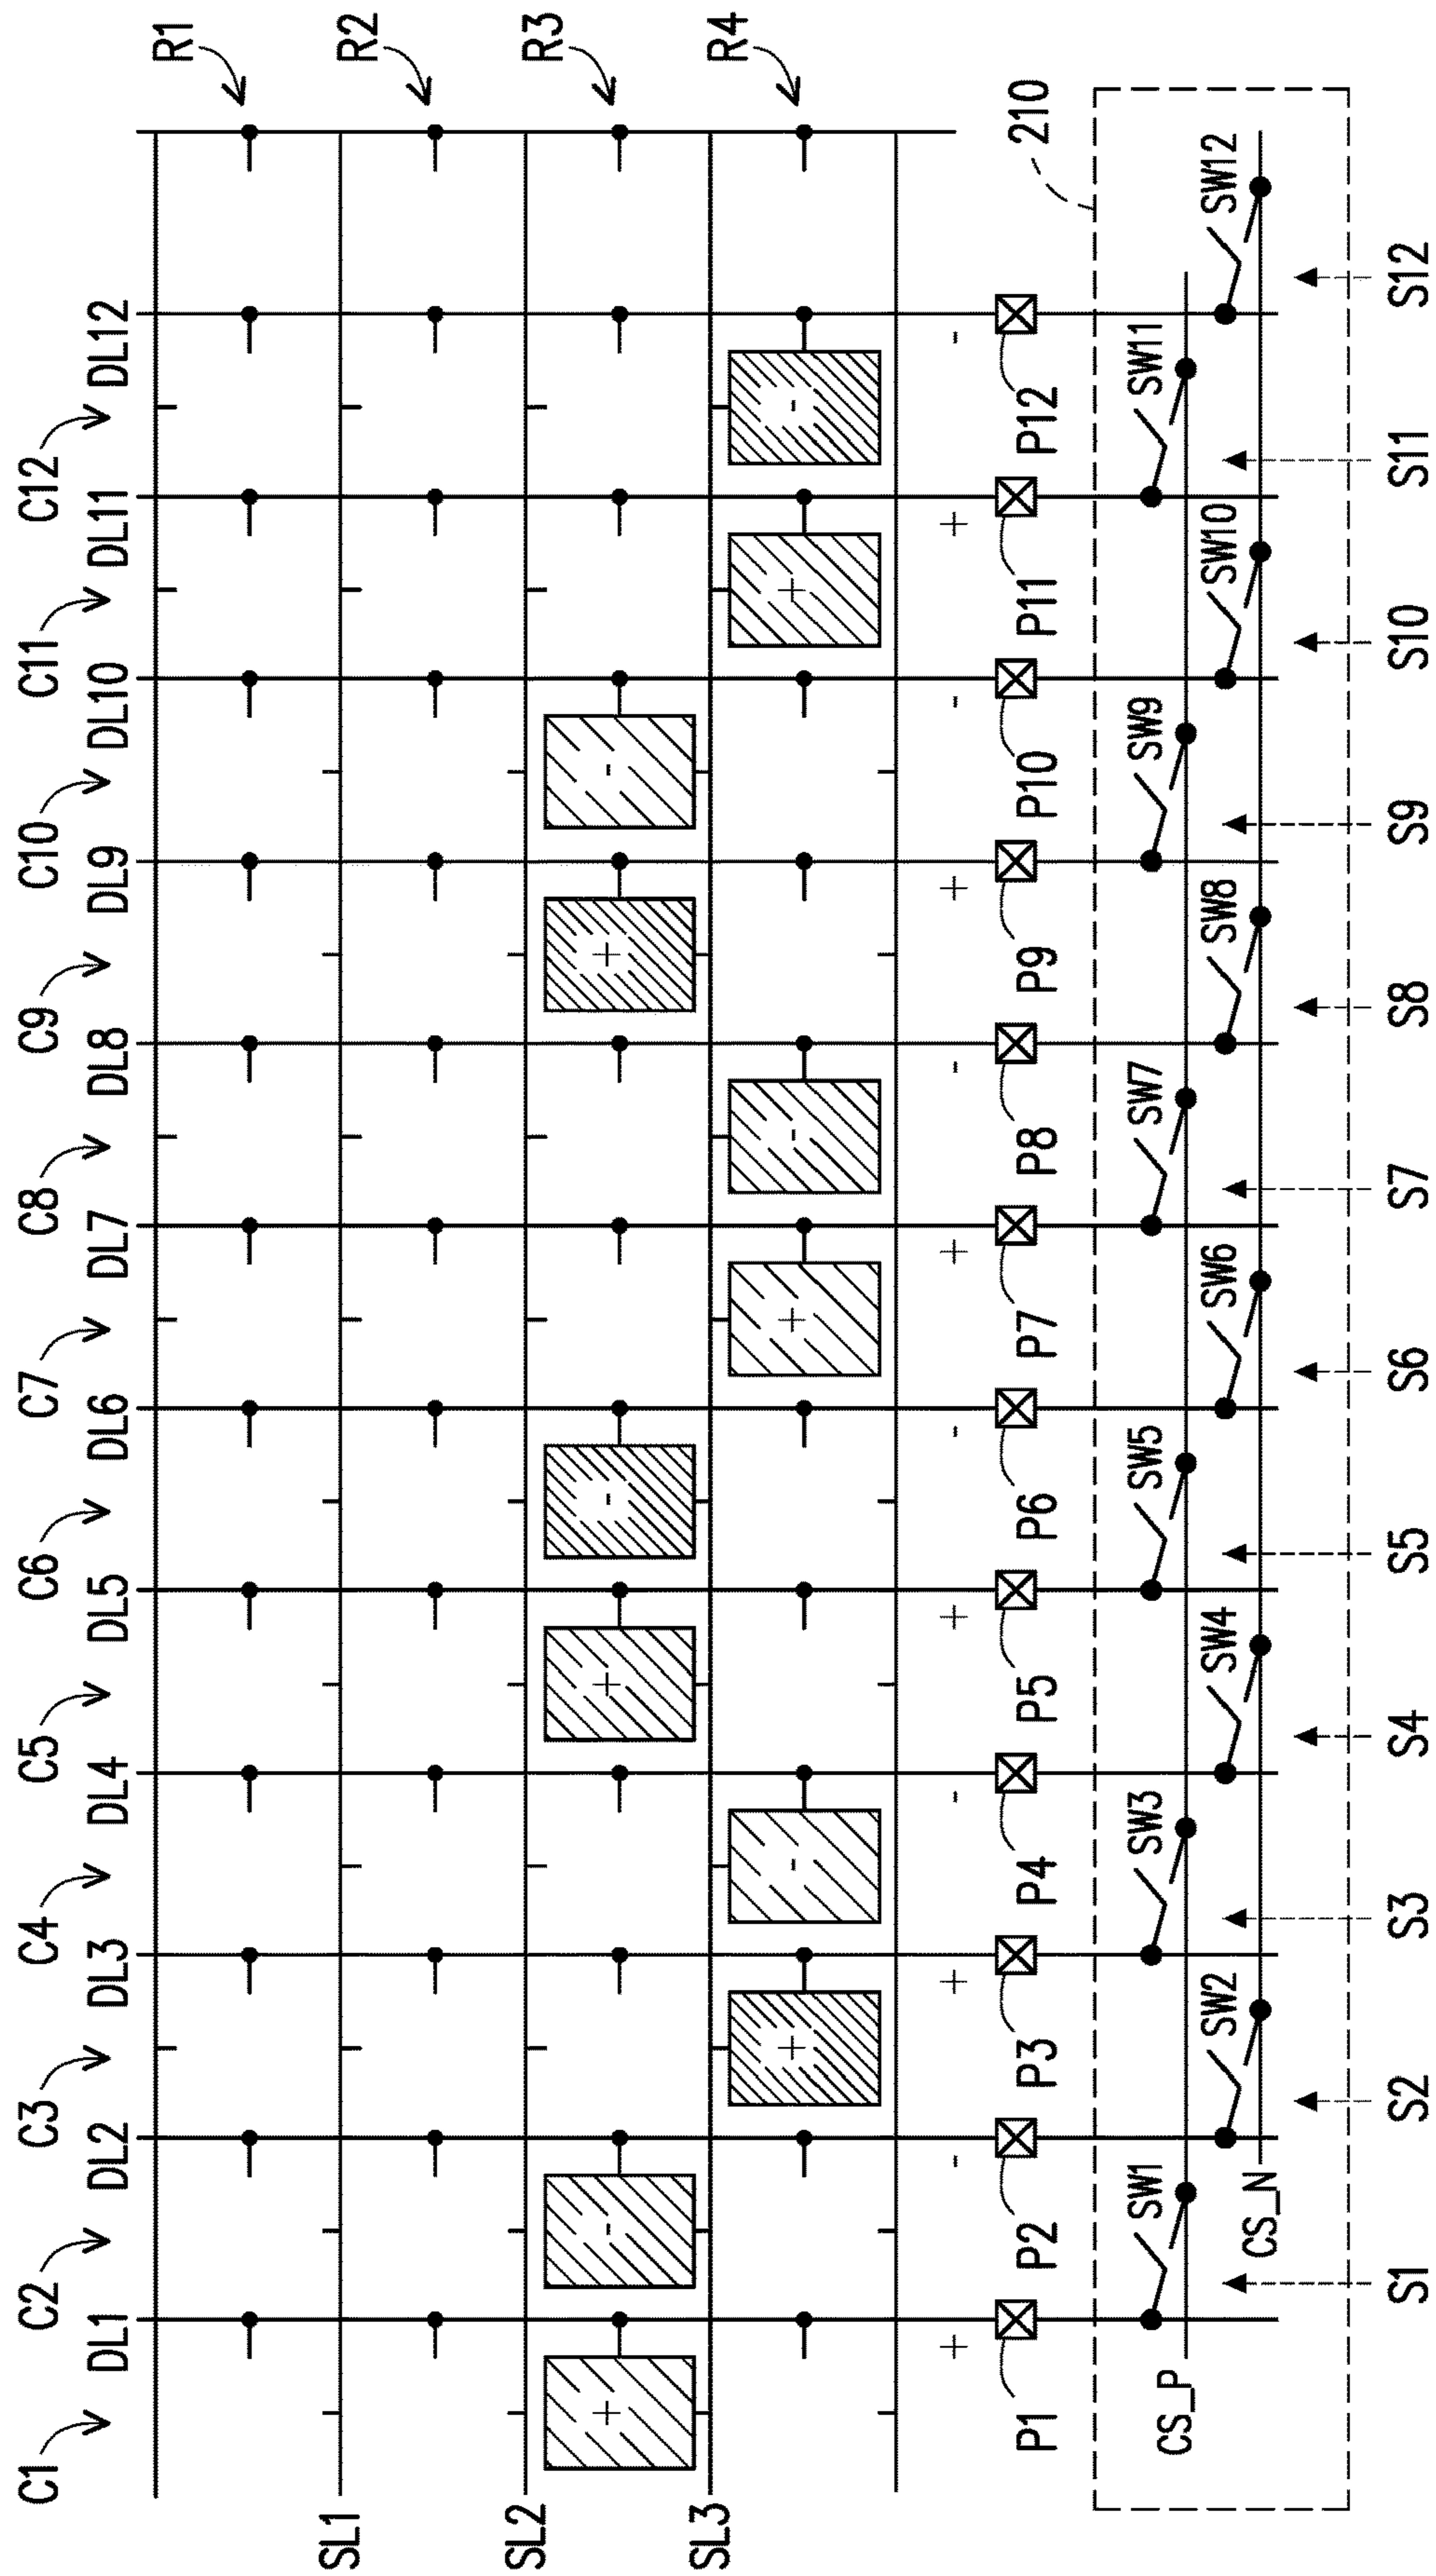 C1 C2 C3 C4 C5 C6 C7 C8 C9 C10 C11 C12
DL1 DL2 DL3 DL4 DL5 DL6 DL7 DL8 DL9 DL10 DL11 DL12
R1
SL1
R2
SL2
+ - + - + -
R3
SL3
+ - + - + -
R4
+ - + - + - + - + - + -
P1 P2 P3 P4 P5 P6 P7 P8 P9 P10 P11 P12
210
SW1 SW3 SW5 SW7 SW9 SW11
CS_P
SW2 SW4 SW6 SW8 SW10 SW12
CS_N
S1 S2 S3 S4 S5 S6 S7 S8 S9 S10 S11 S12